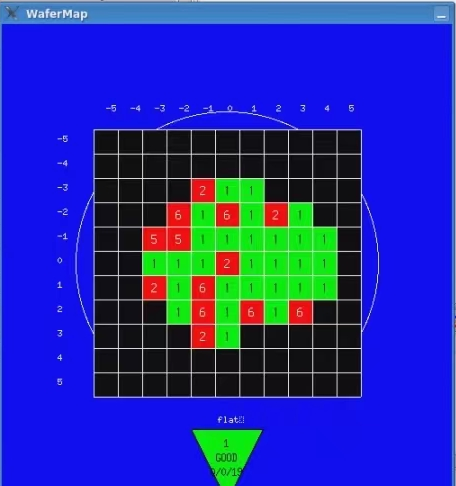 WaferMap
-5 -4 -3 -2 -1 0 1 2 3 4 5
-5
-4
-3 2 1 1
-2 6 1 6 1 2 1
-1 5 5 1 1 1 1 1 1
0 1 1 1 2 1 1 1 1
1 2 1 6 1 1 1 1 1
2 1 6 1 6 1 6
3 2 1
4
5
flat
1
GOOD